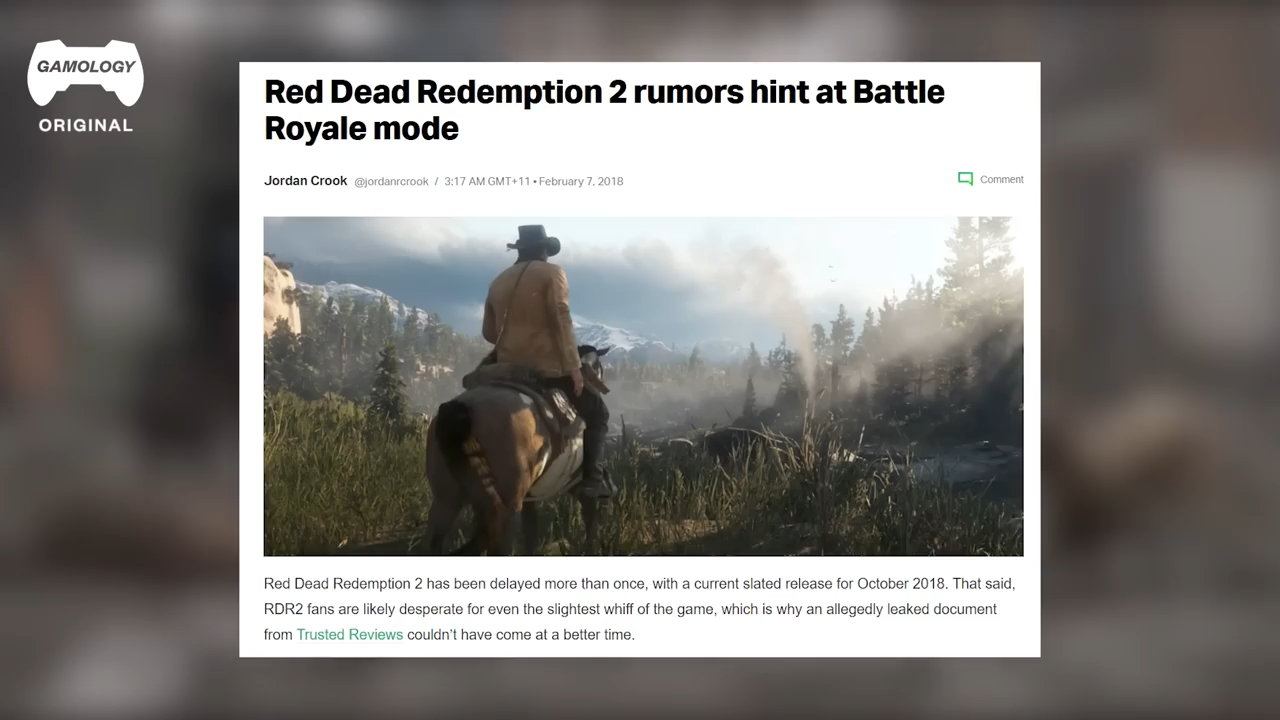 GAMOLOGY
ORIGINAL
Red Dead Redemption 2 rumors hint at Battle
Royale mode
Jordan Crook @jordanrcrook / 3:17 AM GMT+11 • February 7, 2018
Comment
Red Dead Redemption 2 has been delayed more than once, with a current slated release for October 2018. That said,
RDR2 fans are likely desperate for even the slightest whiff of the game, which is why an allegedly leaked document
from Trusted Reviews couldn’t have come at a better time.